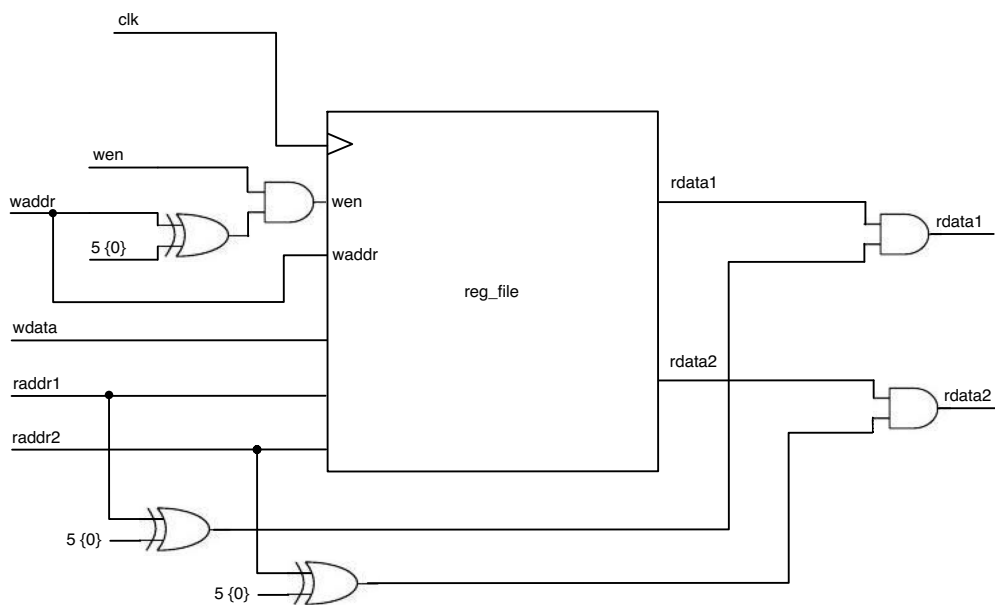 clk
wen
waddr
5 {0}
wen
waddr
reg_file
rdata1
rdata1
wdata
raddr1
raddr2
rdata2
rdata2
5 {0}
5 {0}